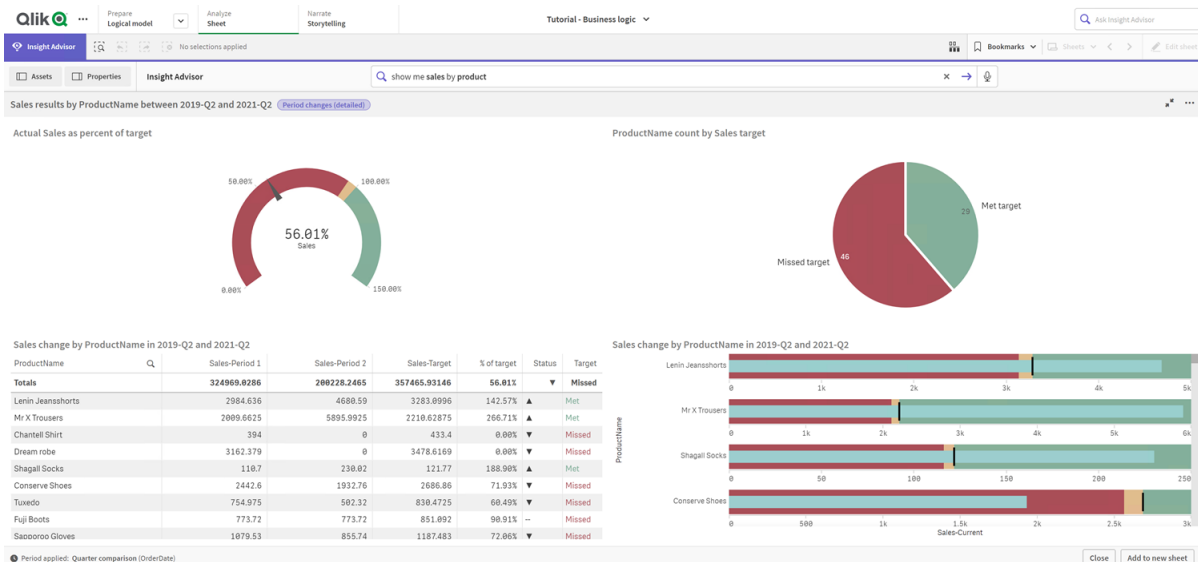 Qlik
Prepare
Logical model
Analyze
Sheet
Narrate
Storytelling
Tutorial - Business logic
Ask Insight Advisor
Insight Advisor
No selections applied
Bookmarks
Sheets
Edit sheet
Assets
Properties
Insight Advisor
show me sales by product
Sales results by ProductName between 2019-Q2 and 2021-Q2 Period changes (detailed)
Actual Sales as percent of target
50.00%
100.00%
56.01%
Sales
0.00%
150.00%
ProductName count by Sales target
29
Met target
46
Missed target
Sales change by ProductName in 2019-Q2 and 2021-Q2
ProductName Sales-Period 1 Sales-Period 2 Sales-Target % of target Status Target
Totals 324969.0286 200228.2465 357465.93146 56.01% ▼ Missed
Lenin Jeansshorts 2984.636 4680.59 3283.0996 142.57% ▲ Met
Mr X Trousers 2009.6625 5895.9925 2210.62875 266.71% ▲ Met
Chantell Shirt 394 0 433.4 0.00% ▼ Missed
Dream robe 3162.379 0 3478.6169 0.00% ▼ Missed
Shagall Socks 110.7 230.02 121.77 188.90% ▲ Met
Conserve Shoes 2442.6 1932.76 2686.86 71.93% ▼ Missed
Tuxedo 754.975 502.32 830.4725 60.49% ▼ Missed
Fuji Boots 773.72 773.72 851.092 90.91% – Missed
Sapporoo Gloves 1079.53 855.74 1187.483 72.06% ▼ Missed
Sales change by ProductName in 2019-Q2 and 2021-Q2
ProductName
Lenin Jeansshorts
0 1k 2k 3k 4k 5k
Mr X Trousers
0 1k 2k 3k 4k 5k 6k
Shagall Socks
0 50 100 150 200 250
Conserve Shoes
0 500 1k 1.5k 2k 2.5k 3k
Sales-Current
Period applied: Quarter comparison (OrderDate)
Close
Add to new sheet